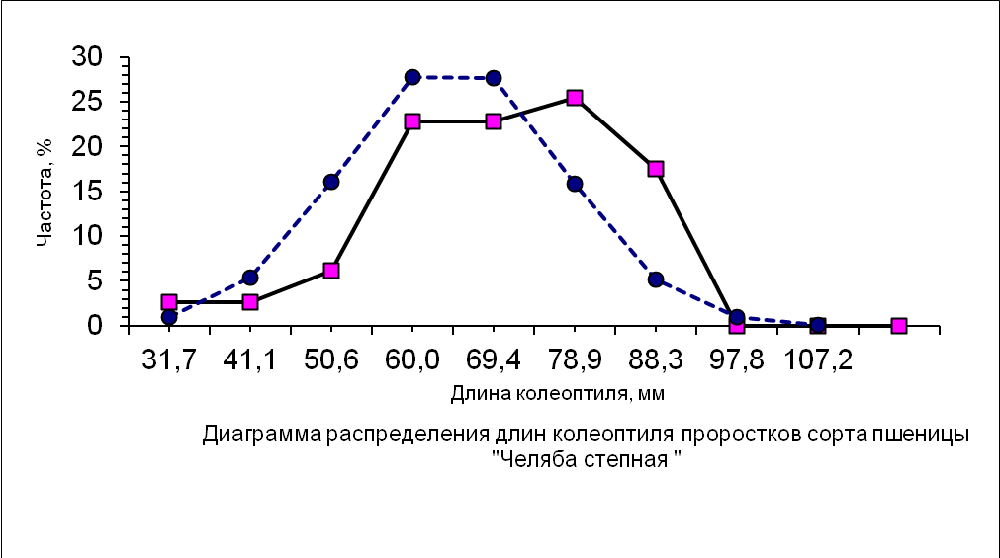 30
25
20
15
10
5
0
Частота, %
31,7 41,1 50,6 60,0 69,4 78,9 88,3 97,8 107,2
Длина колеоптиля, мм
Диаграмма распределения длин колеоптиля проростков сорта пшеницы
"Челяба степная "